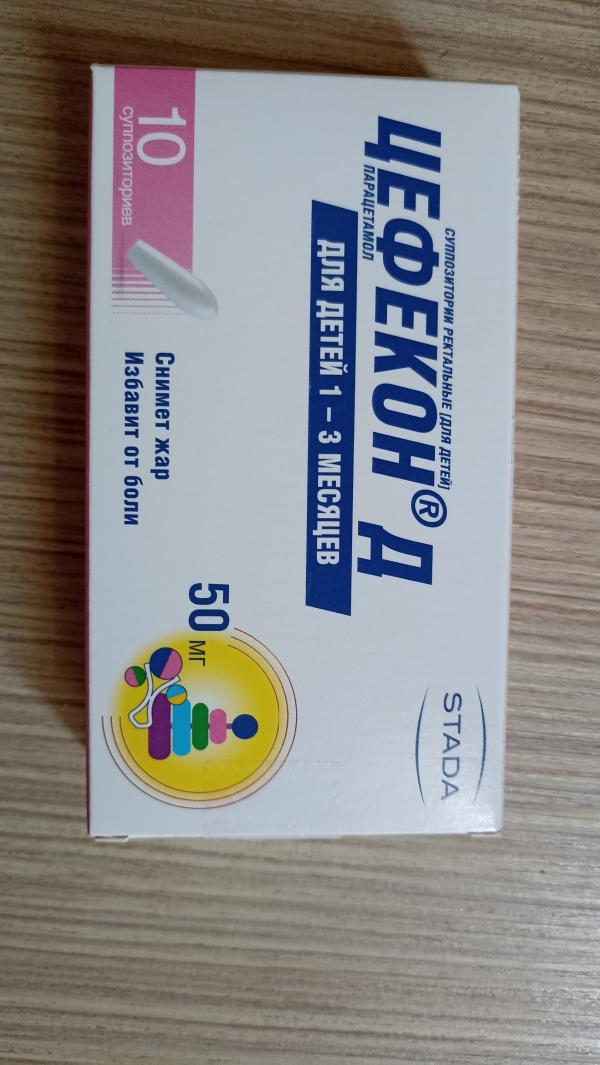 СУППОЗИТОРИИ РЕКТАЛЬНЫЕ [ДЛЯ ДЕТЕЙ]
ЦЕФЕКОН® Д
ПАРАЦЕТАМОЛ
ДЛЯ ДЕТЕЙ 1 – 3 МЕСЯЦЕВ
STADA
10
суппозиториев
Снимет жар
Избавит от боли
50 мг